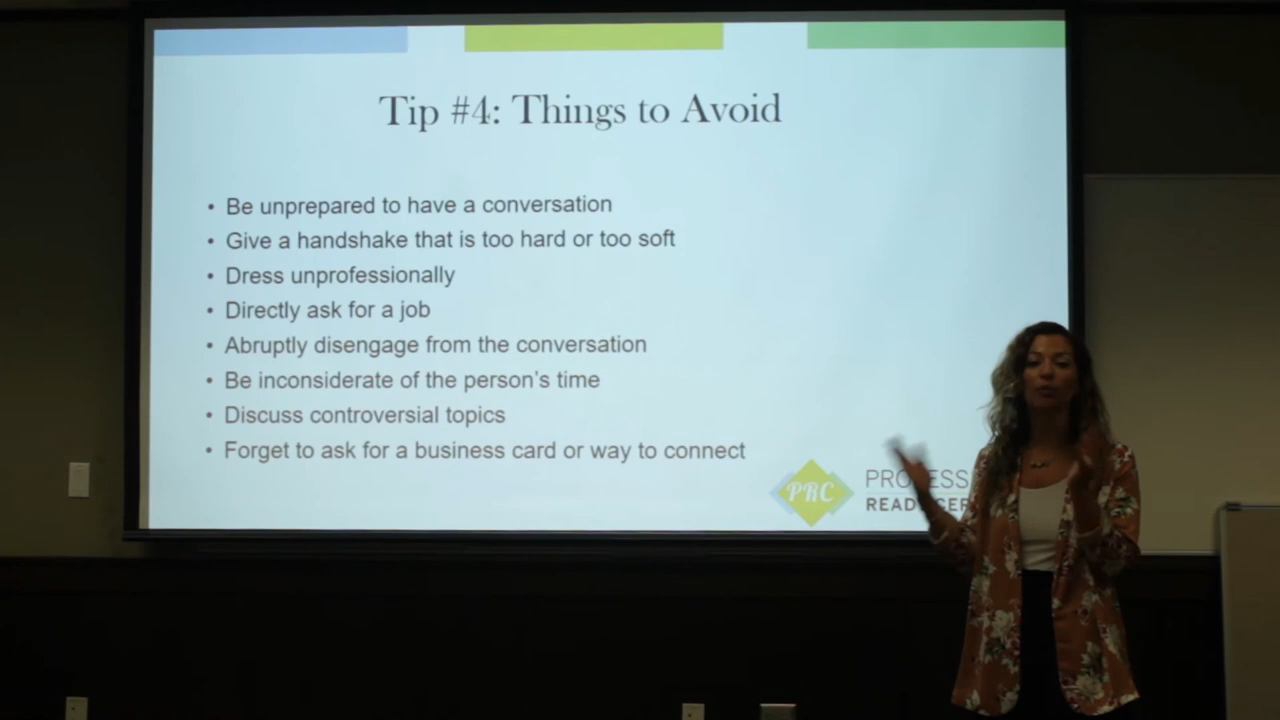 Tip #4: Things to Avoid
• Be unprepared to have a conversation
• Give a handshake that is too hard or too soft
• Dress unprofessionally
• Directly ask for a job
• Abruptly disengage from the conversation
• Be inconsiderate of the person's time
• Discuss controversial topics
• Forget to ask for a business card or way to connect
PRC